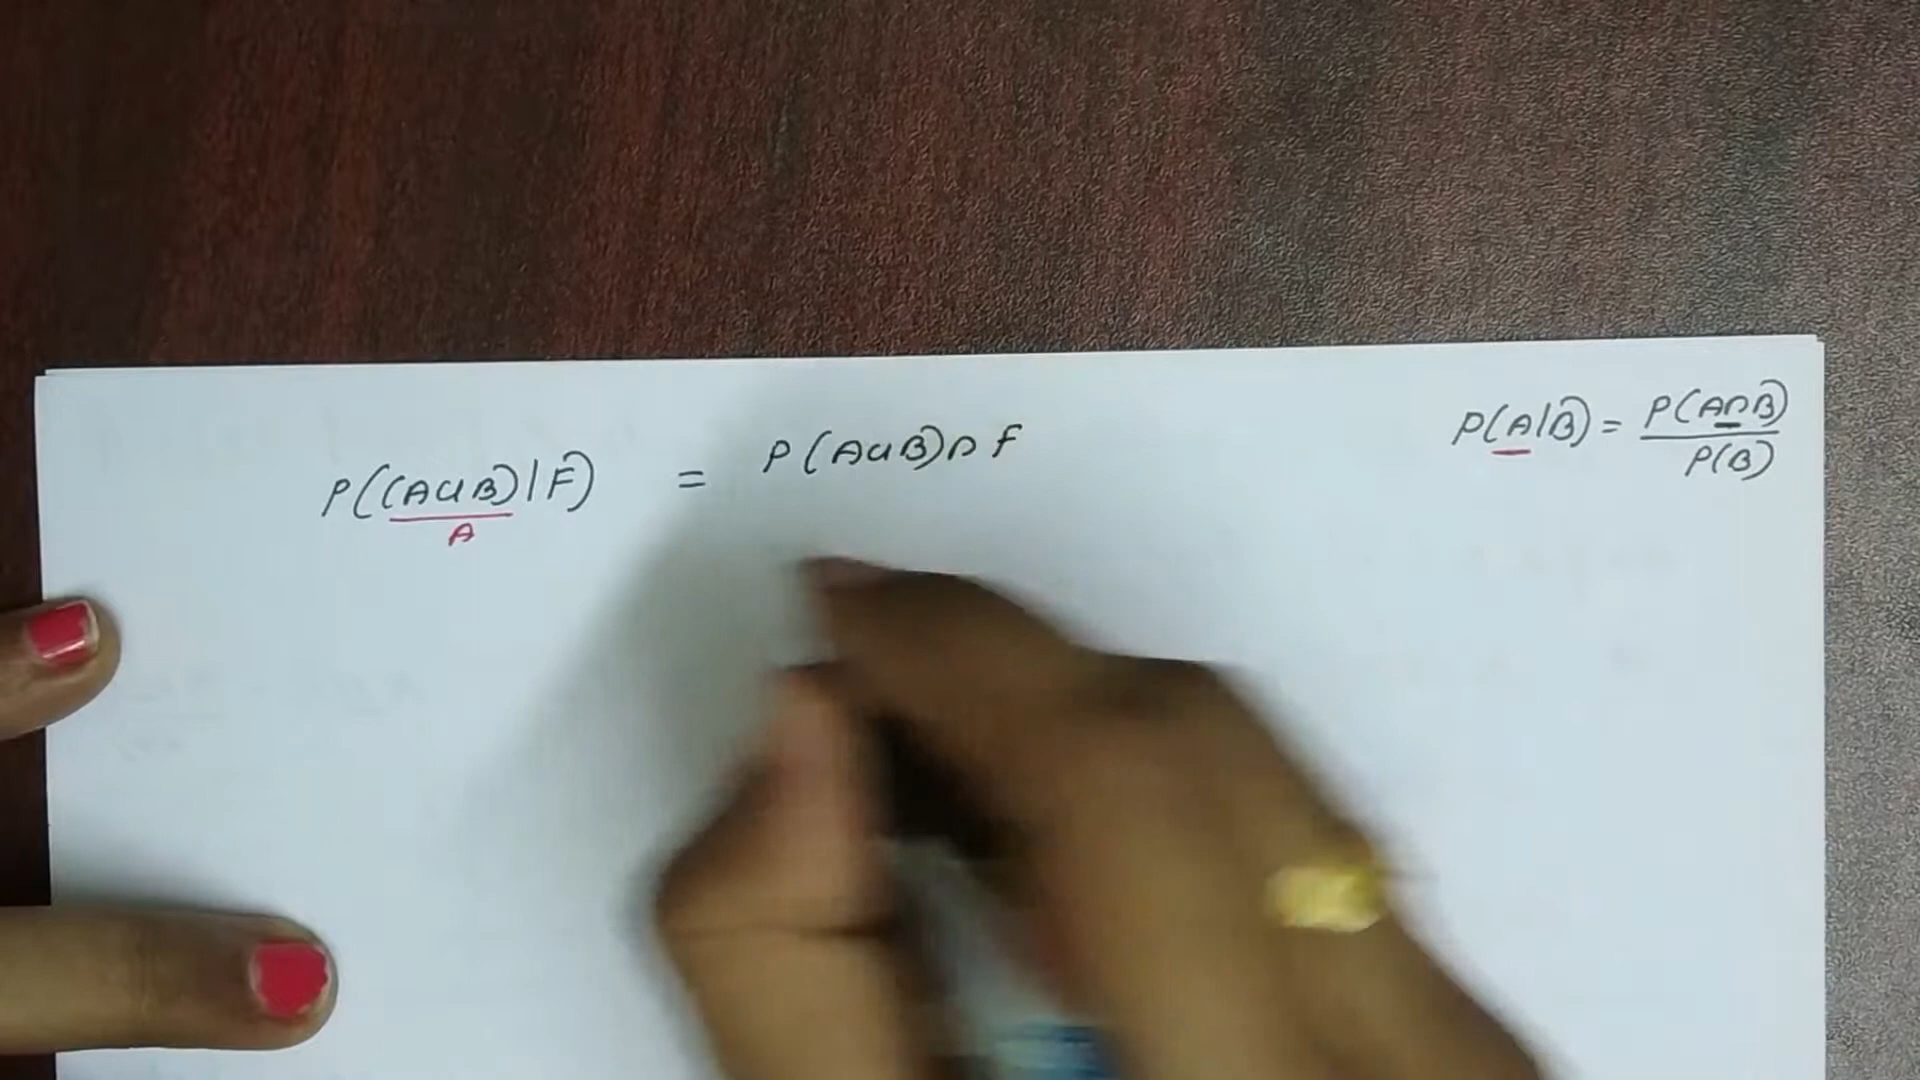 P((A∪B)|F) = P(A∪B)∩F
A
P(A|B) = P(A∩B)
P(B)